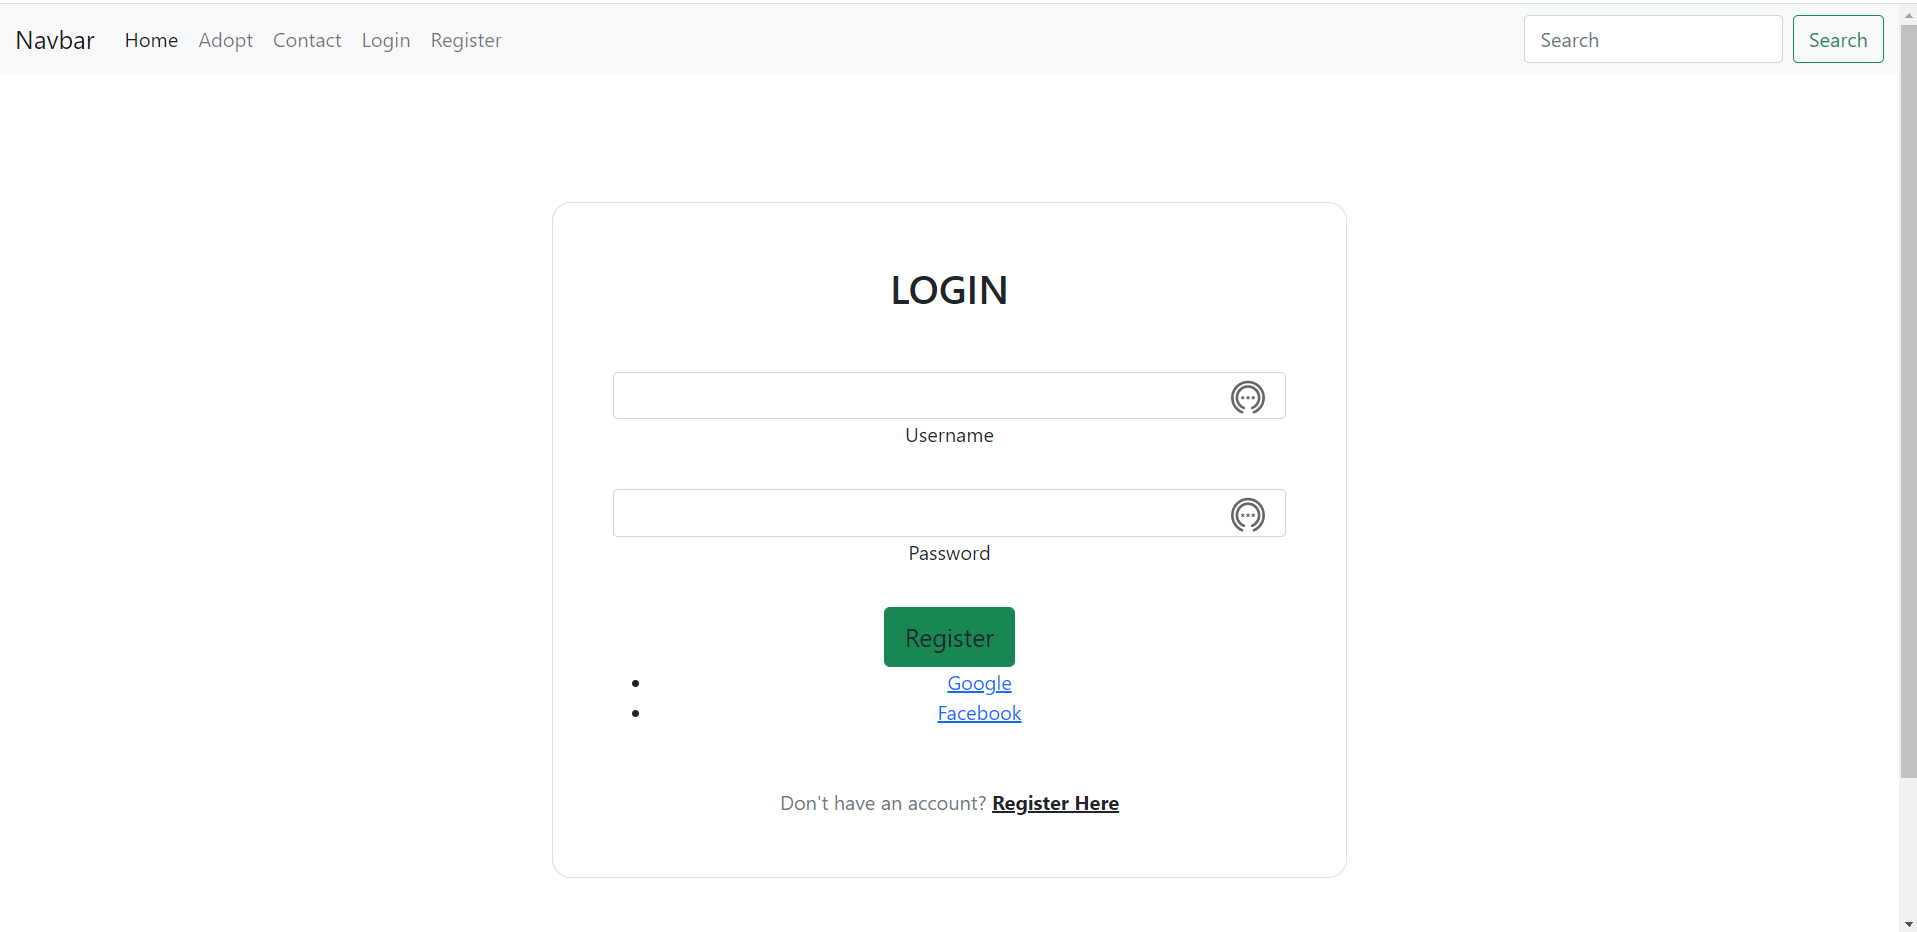 Navbar Home Adopt Contact Login Register Search Search
LOGIN
Username
Password
Register
Google
Facebook
Don't have an account? Register Here